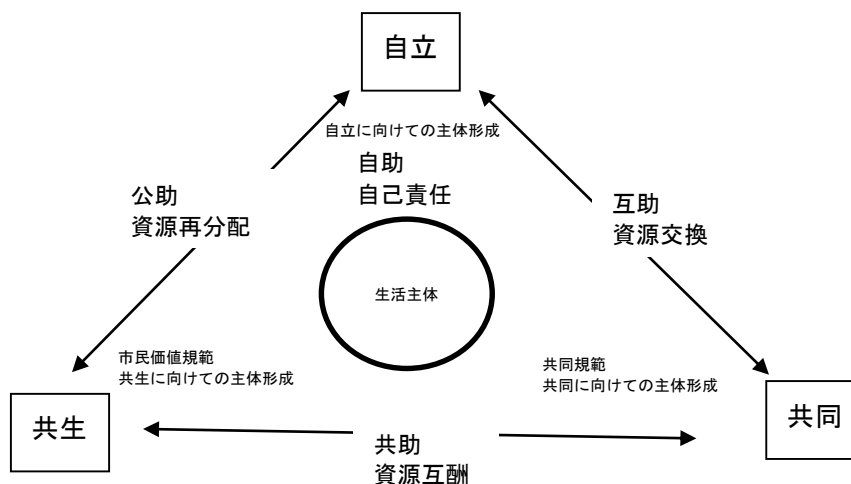 自立
自立に向けての主体形成
自助
自己責任
公助
資源再分配
互助
資源交換
生活主体
市民価値規範
共生に向けての主体形成
共同規範
共同に向けての主体形成
共生
共同
共助
資源互酬